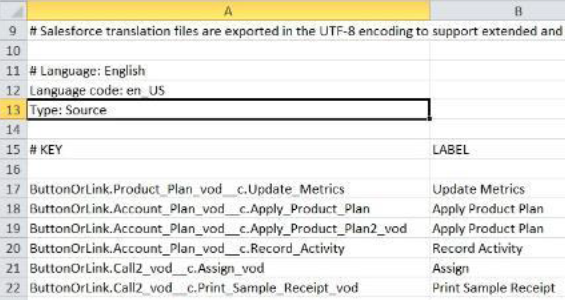 A B
9 # Salesforce translation files are exported in the UTF-8 encoding to support extended and
10
11 # Language: English
12 Language code: en_US
13 Type: Source
14
15 # KEY LABEL
16
17 ButtonOrLink.Product_Plan_vod__c.Update_Metrics Update Metrics
18 ButtonOrLink.Account_Plan_vod__c.Apply_Product_Plan Apply Product Plan
19 ButtonOrLink.Account_Plan_vod__c.Apply_Product_Plan2_vod Apply Product Plan
20 ButtonOrLink.Account_Plan_vod__c.Record_Activity Record Activity
21 ButtonOrLink.Call2_vod__c.Assign_vod Assign
22 ButtonOrLink.Call2_vod__c.Print_Sample_Receipt_vod Print Sample Receipt